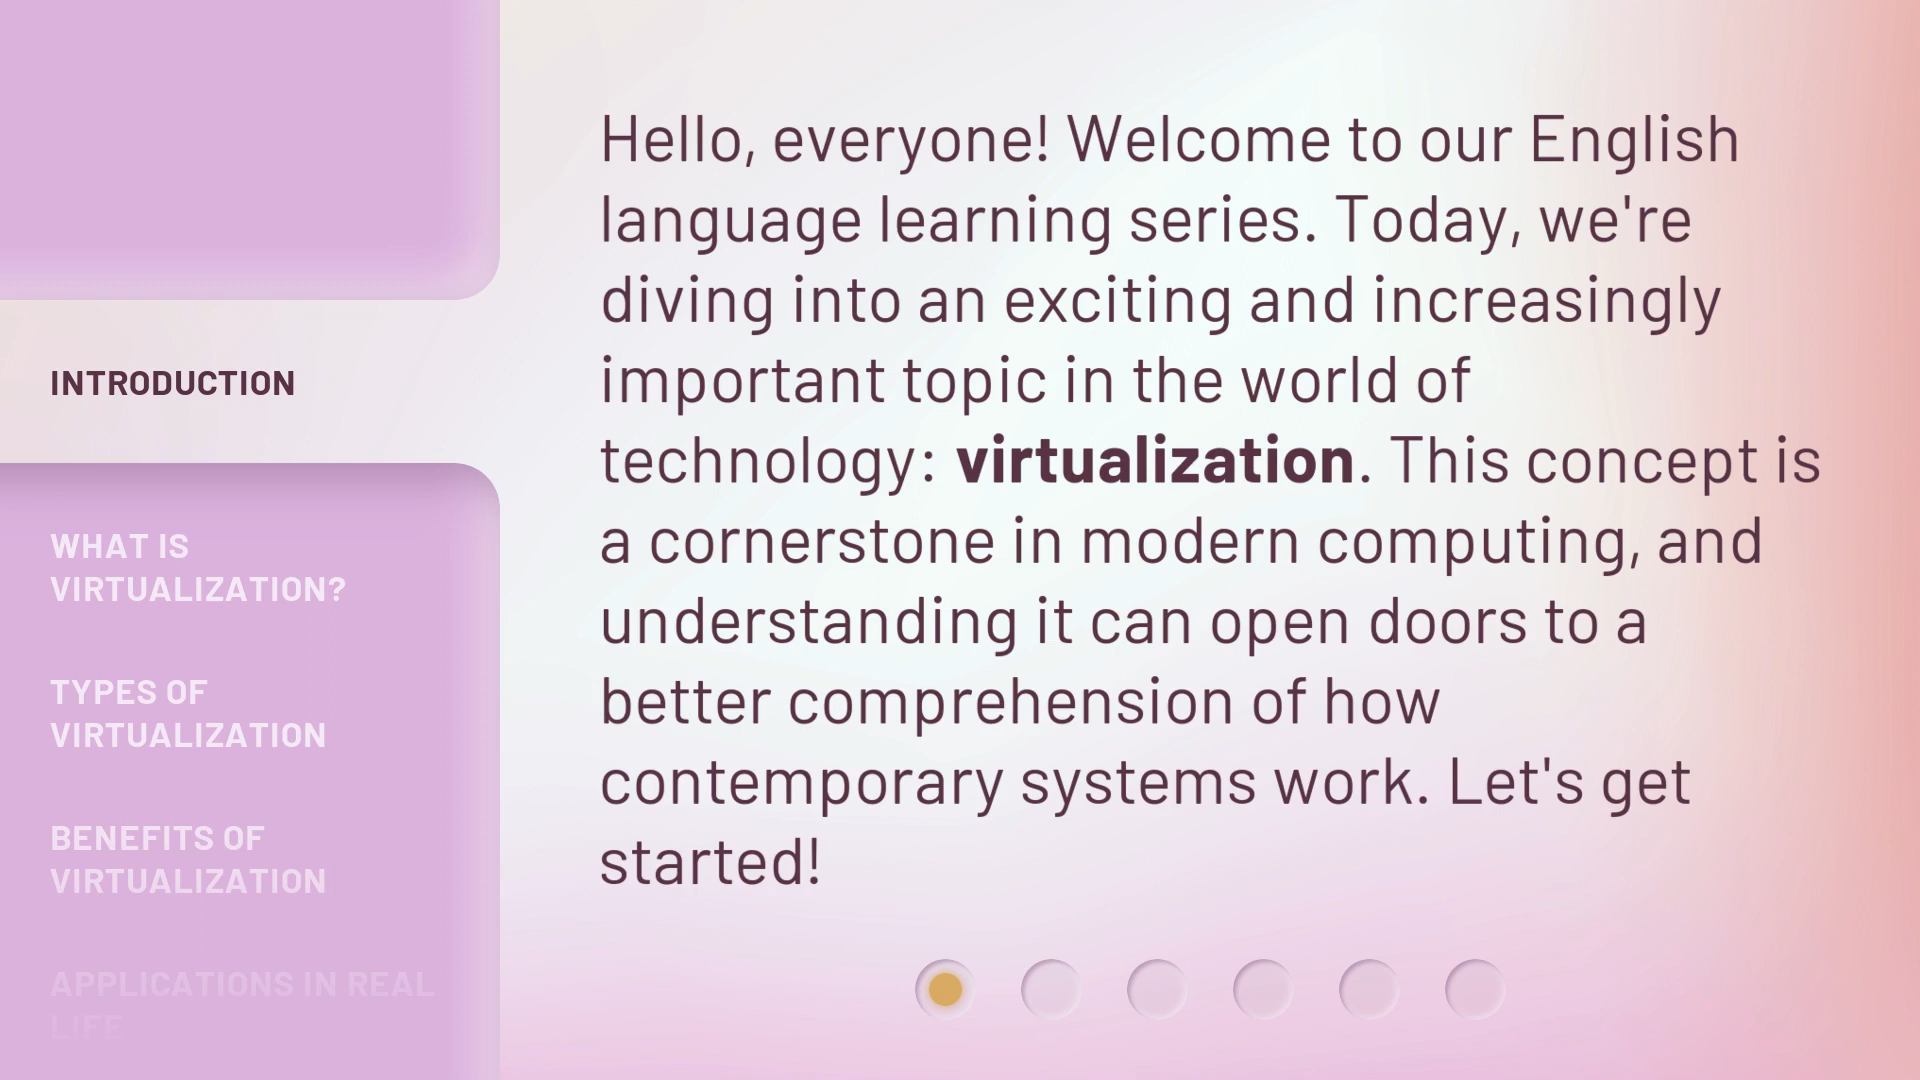 INTRODUCTION
WHAT IS
VIRTUALIZATION?
TYPES OF
VIRTUALIZATION
BENEFITS OF
VIRTUALIZATION
APPLICATIONS IN REAL
LIFE
Hello, everyone! Welcome to our English
language learning series. Today, we're
diving into an exciting and increasingly
important topic in the world of
technology: virtualization. This concept is
a cornerstone in modern computing, and
understanding it can open doors to a
better comprehension of how
contemporary systems work. Let's get
started!